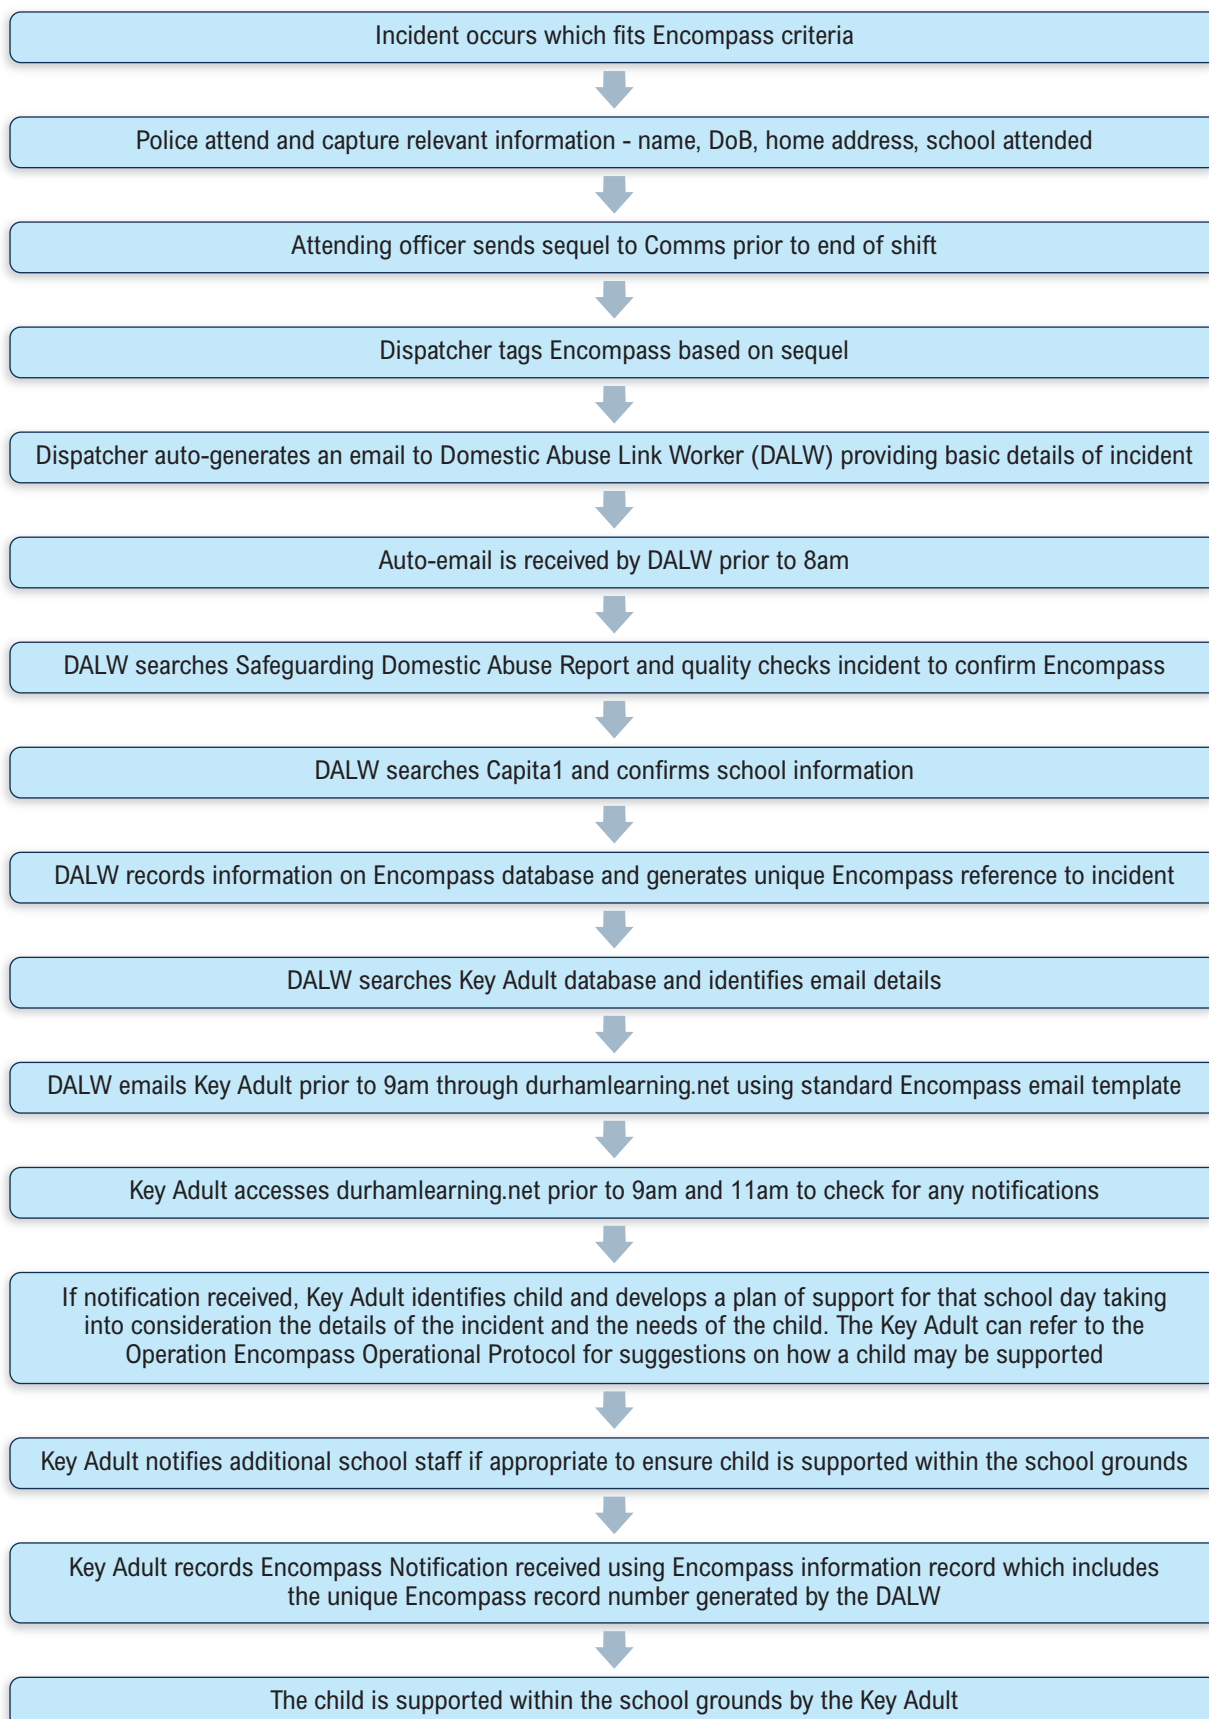 Incident occurs which fits Encompass criteria
Police attend and capture relevant information - name, DoB, home address, school attended
Attending officer sends sequel to Comms prior to end of shift
Dispatcher tags Encompass based on sequel
Dispatcher auto-generates an email to Domestic Abuse Link Worker (DALW) providing basic details of incident
Auto-email is received by DALW prior to 8am
DALW searches Safeguarding Domestic Abuse Report and quality checks incident to confirm Encompass
DALW searches Capita1 and confirms school information
DALW records information on Encompass database and generates unique Encompass reference to incident
DALW searches Key Adult database and identifies email details
DALW emails Key Adult prior to 9am through durhamlearning.net using standard Encompass email template
Key Adult accesses durhamlearning.net prior to 9am and 11am to check for any notifications
If notification received, Key Adult identifies child and develops a plan of support for that school day taking
into consideration the details of the incident and the needs of the child. The Key Adult can refer to the
Operation Encompass Operational Protocol for suggestions on how a child may be supported
Key Adult notifies additional school staff if appropriate to ensure child is supported within the school grounds
Key Adult records Encompass Notification received using Encompass information record which includes
the unique Encompass record number generated by the DALW
The child is supported within the school grounds by the Key Adult